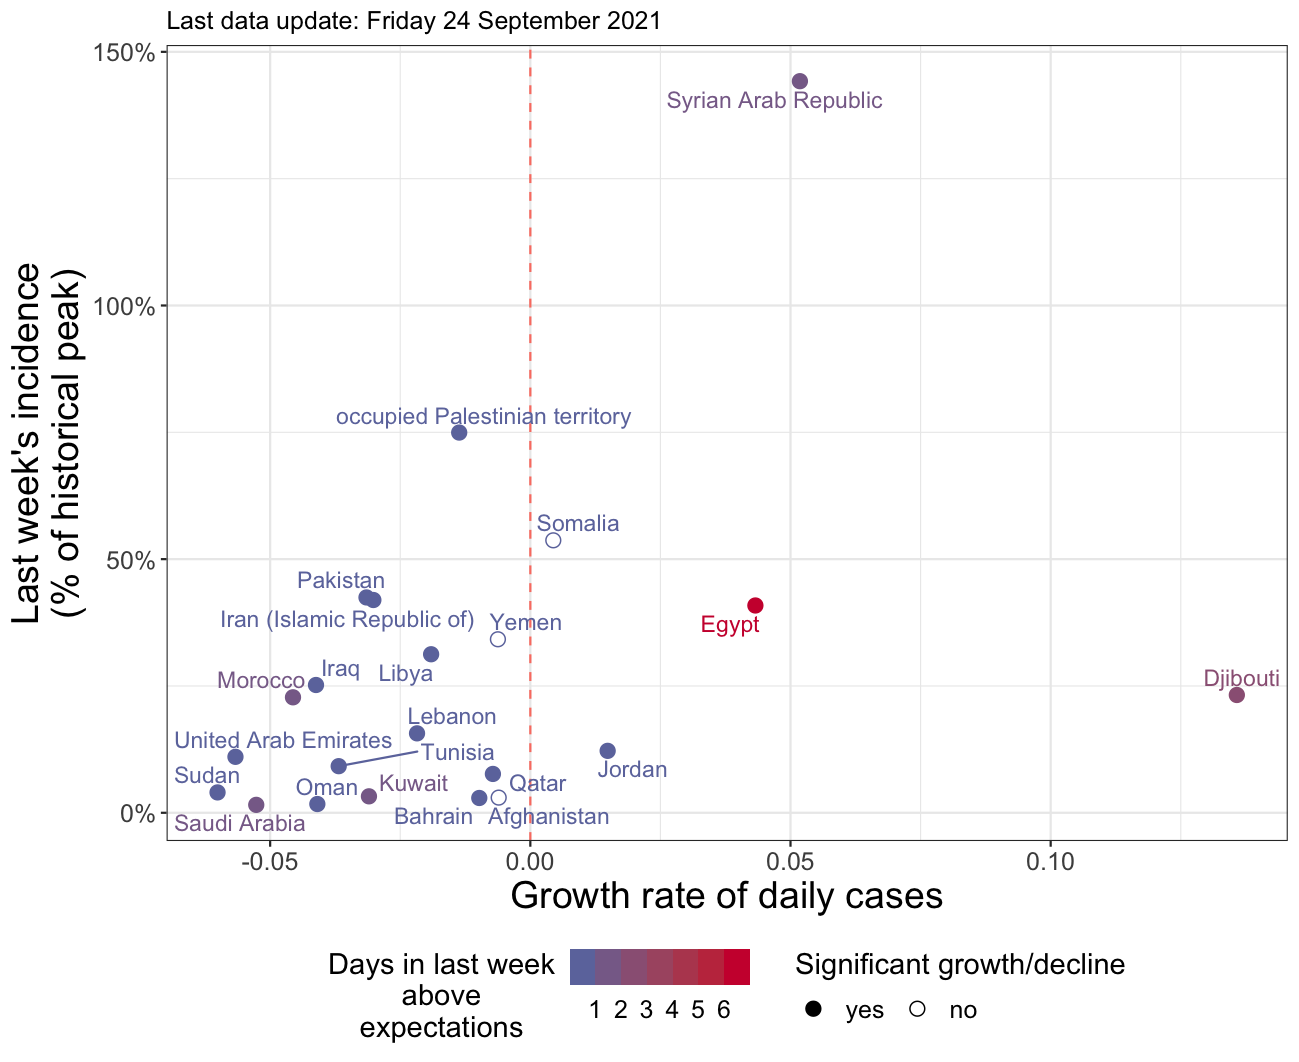 Last data update: Friday 24 September 2021
150%
Syrian Arab Republic
100%
Last week's incidence
(% of historical peak)
occupied Palestinian territory
Somalia
50%
Pakistan
Iran (Islamic Republic of)
Yemen
Egypt
Iraq
Libya
Morocco
Djibouti
Lebanon
United Arab Emirates
Tunisia
Jordan
Sudan
Oman
Kuwait
Qatar
0%
Saudi Arabia
Bahrain
Afghanistan
-0.05 0.00 0.05 0.10
Growth rate of daily cases
Days in last week
above
expectations
1 2 3 4 5 6
Significant growth/decline
yes no